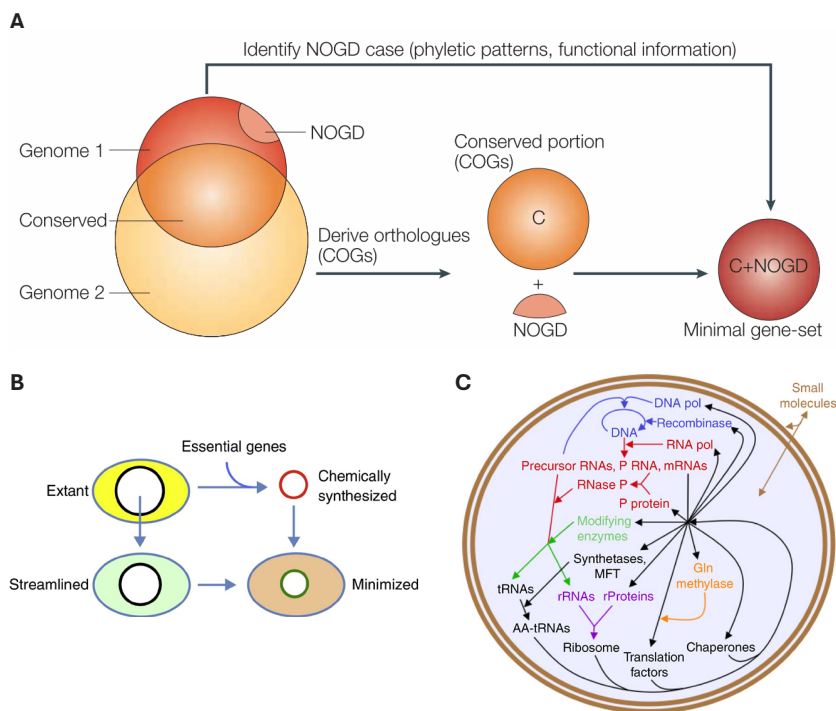 A
Identify NOGD case (phyletic patterns, functional information)
NOGD
Genome 1
Conserved
Genome 2
Derive orthologues
(COGs)
Conserved portion
(COGs)
C
+
NOGD
C+NOGD
Minimal gene-set
B
Essential genes
Extant
Chemically
synthesized
Streamlined
Minimized
C
Small
molecules
DNA pol
Recombinase
DNA
RNA pol
Precursor RNAs, P RNA, mRNAs
RNase P
P protein
Modifying
enzymes
Synthetases,
MFT
Gln
methylase
tRNAs
rRNAs
rProteins
AA-tRNAs
Ribosome
Translation
factors
Chaperones